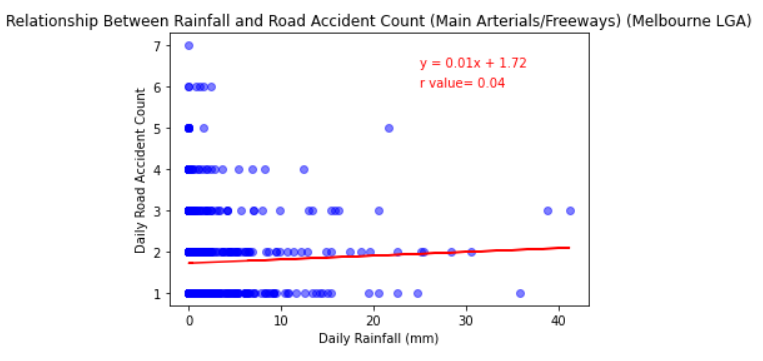 Relationship Between Rainfall and Road Accident Count (Main Arterials/Freeways) (Melbourne LGA)
y = 0.01x + 1.72
r value= 0.04
Daily Road Accident Count
7
6
5
4
3
2
1
0 10 20 30 40
Daily Rainfall (mm)